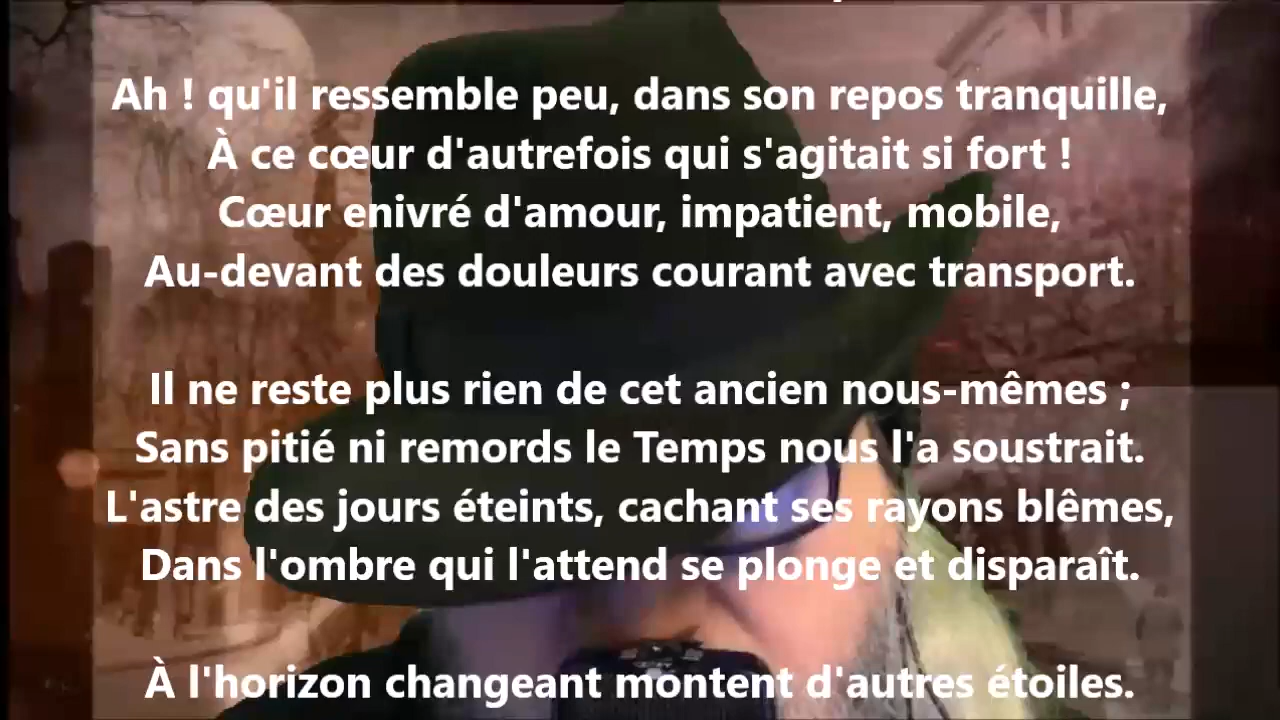 Ah ! qu'il ressemble peu, dans son repos tranquille,
À ce cœur d'autrefois qui s'agitait si fort !
Cœur enivré d'amour, impatient, mobile,
Au-devant des douleurs courant avec transport.
Il ne reste plus rien de cet ancien nous-mêmes ;
Sans pitié ni remords le Temps nous l'a soustrait.
L'astre des jours éteints, cachant ses rayons blêmes,
Dans l'ombre qui l'attend se plonge et disparaît.
À l'horizon changeant montent d'autres étoiles.